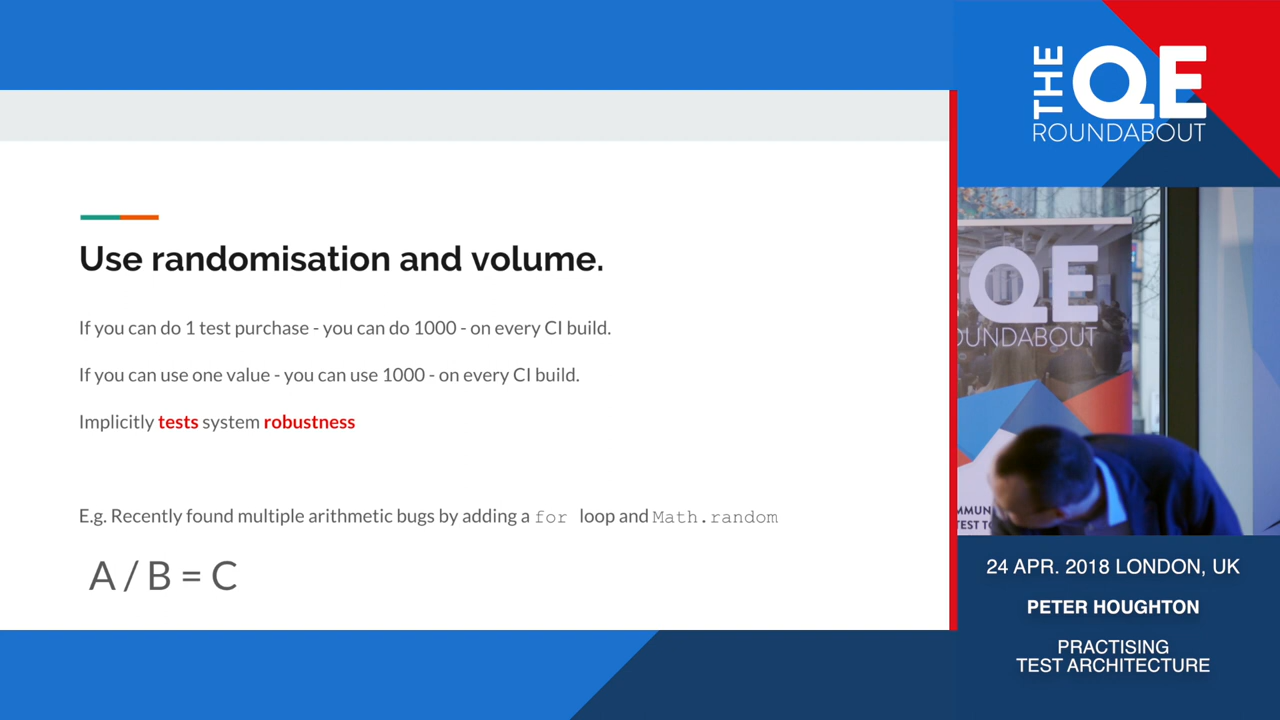 Use randomisation and volume.
If you can do 1 test purchase - you can do 1000 - on every CI build.
If you can use one value - you can use 1000 - on every CI build.
Implicitly tests system robustness
E.g. Recently found multiple arithmetic bugs by adding a for loop and Math.random
A / B = C
THE QE
ROUNDABOUT
QE
OUNDABOUT
24 APR. 2018 LONDON, UK
PETER HOUGHTON
PRACTISING
TEST ARCHITECTURE